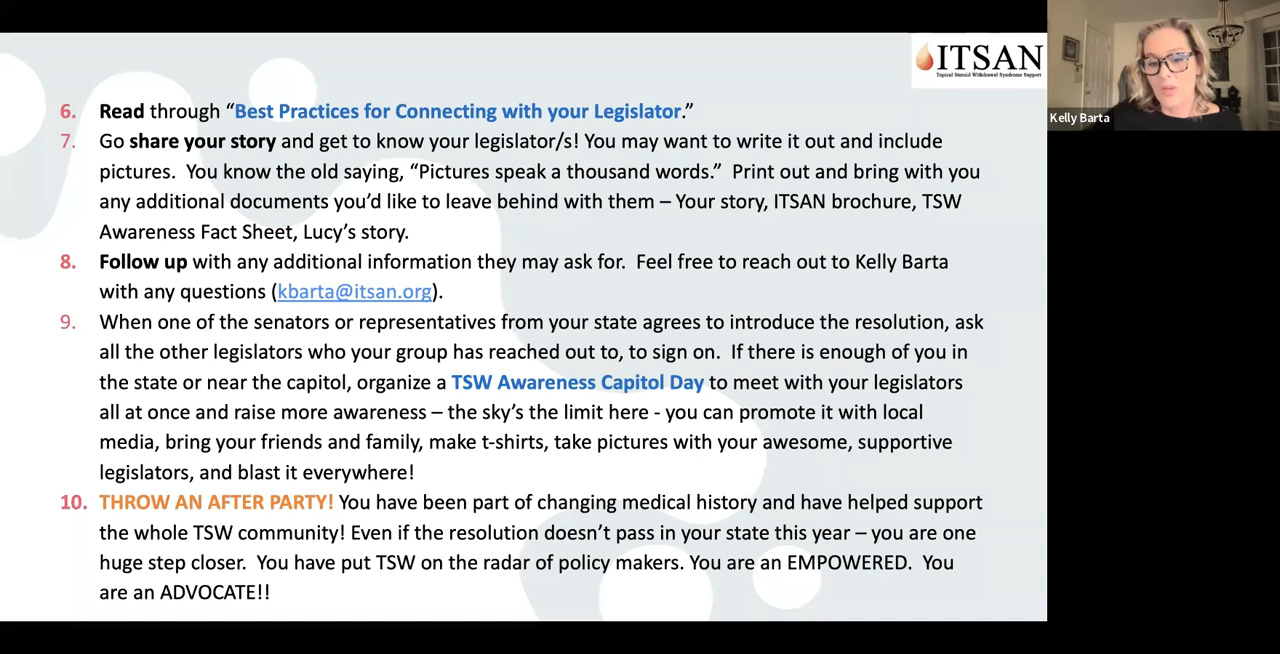 ITSAN
Topical Steroid Withdrawal Syndrome Support
Kelly Barta
6. Read through “Best Practices for Connecting with your Legislator.”
7. Go share your story and get to know your legislator/s! You may want to write it out and include
pictures.  You know the old saying, “Pictures speak a thousand words.”  Print out and bring with you
any additional documents you’d like to leave behind with them – Your story, ITSAN brochure, TSW
Awareness Fact Sheet, Lucy’s story.
8. Follow up with any additional information they may ask for.  Feel free to reach out to Kelly Barta
with any questions (kbarta@itsan.org).
9. When one of the senators or representatives from your state agrees to introduce the resolution, ask
all the other legislators who your group has reached out to, to sign on.  If there is enough of you in
the state or near the capitol, organize a TSW Awareness Capitol Day to meet with your legislators
all at once and raise more awareness – the sky’s the limit here - you can promote it with local
media, bring your friends and family, make t-shirts, take pictures with your awesome, supportive
legislators, and blast it everywhere!
10. THROW AN AFTER PARTY! You have been part of changing medical history and have helped support
the whole TSW community! Even if the resolution doesn’t pass in your state this year – you are one
huge step closer.  You have put TSW on the radar of policy makers. You are an EMPOWERED.  You
are an ADVOCATE!!